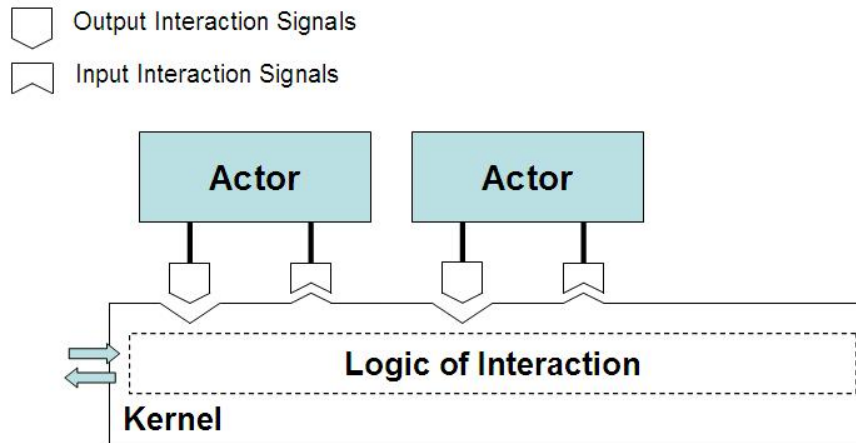 Output Interaction Signals
Input Interaction Signals
Actor
Actor
Logic of Interaction
Kernel